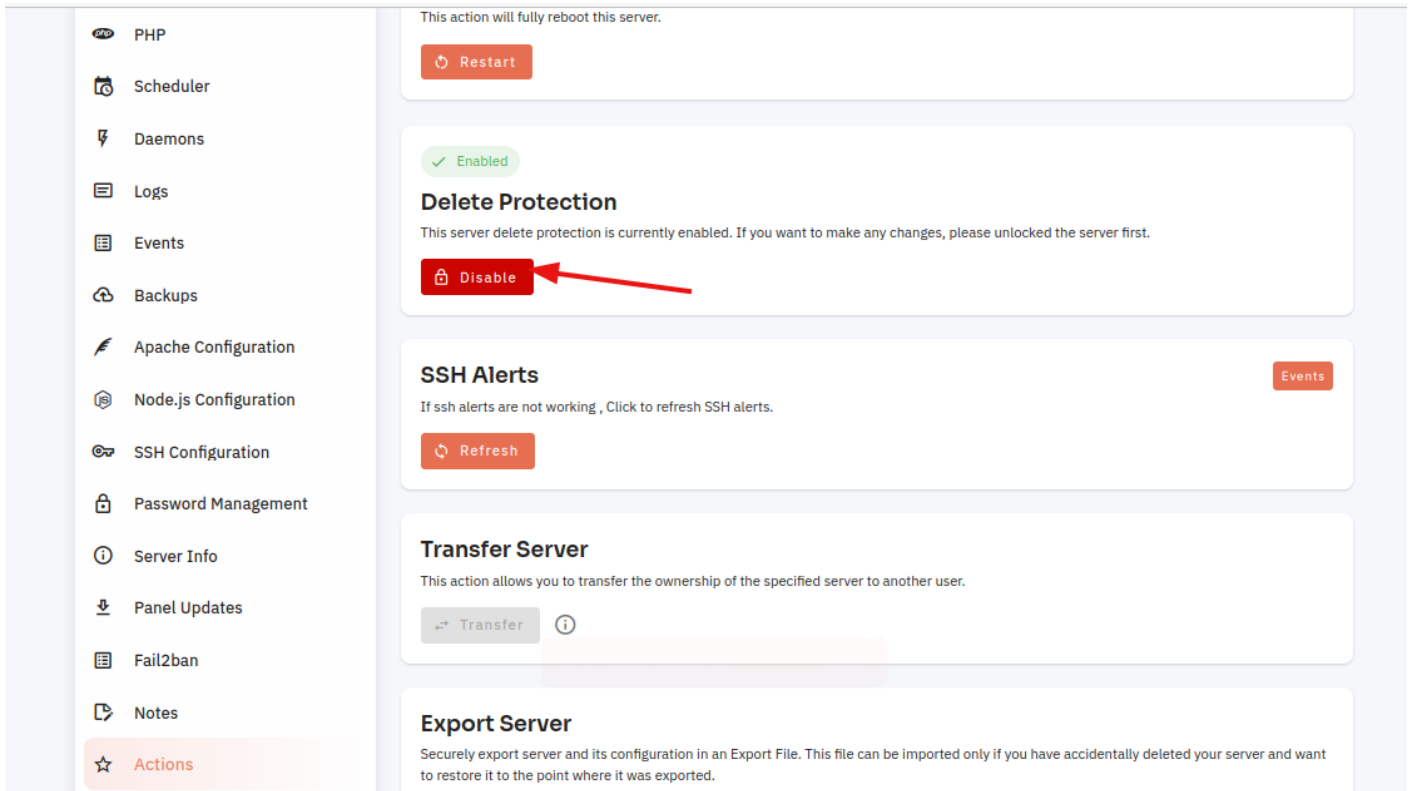 PHP
Scheduler
Daemons
Logs
Events
Backups
Apache Configuration
Node.js Configuration
SSH Configuration
Password Management
Server Info
Panel Updates
Fail2ban
Notes
Actions
This action will fully reboot this server.
Restart
Enabled
Delete Protection
This server delete protection is currently enabled. If you want to make any changes, please unlocked the server first.
Disable
SSH Alerts
Events
If ssh alerts are not working , Click to refresh SSH alerts.
Refresh
Transfer Server
This action allows you to transfer the ownership of the specified server to another user.
Transfer
Export Server
Securely export server and its configuration in an Export File. This file can be imported only if you have accidentally deleted your server and want
to restore it to the point where it was exported.